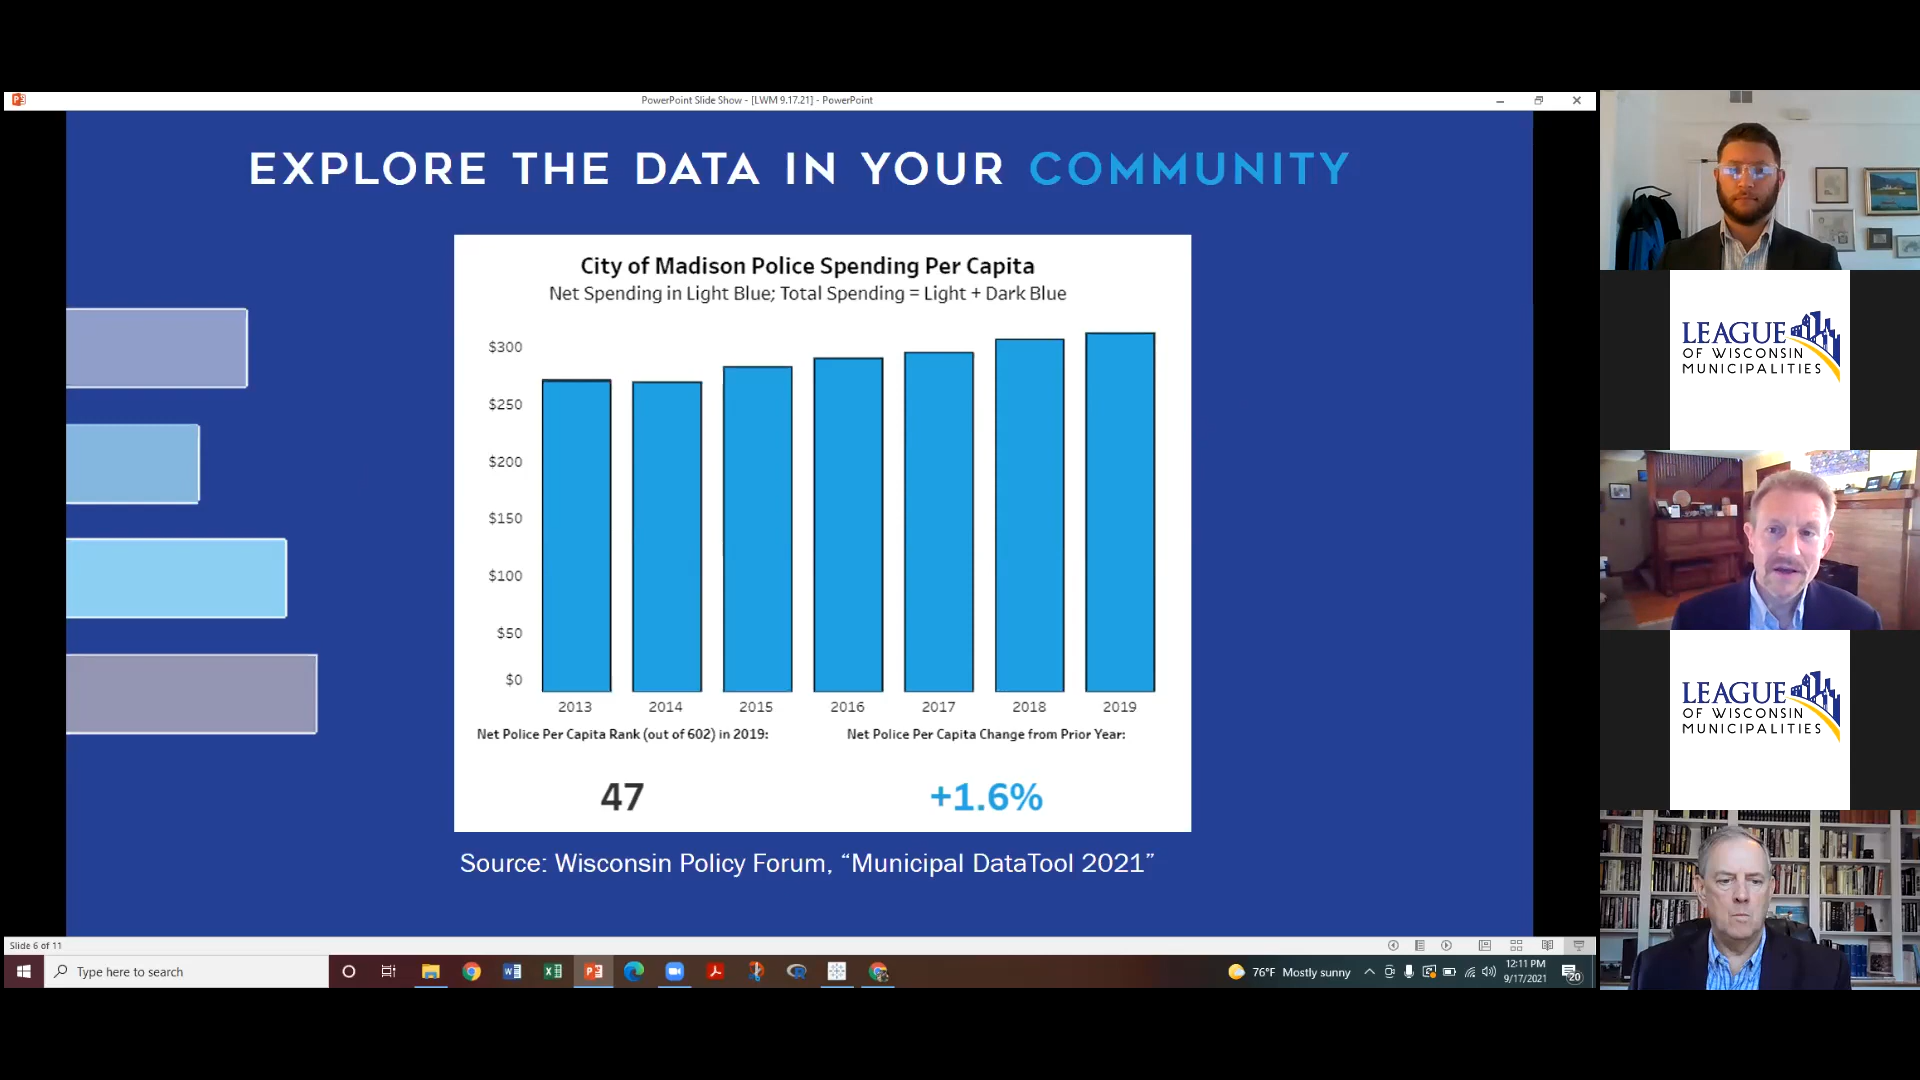 PowerPoint Slide Show - [LWM 9.17.21] - PowerPoint
EXPLORE THE DATA IN YOUR COMMUNITY
City of Madison Police Spending Per Capita
Net Spending in Light Blue; Total Spending = Light + Dark Blue
$300
$250
$200
$150
$100
$50
$0
2013 2014 2015 2016 2017 2018 2019
Net Police Per Capita Rank (out of 602) in 2019: Net Police Per Capita Change from Prior Year:
47 +1.6%
Source: Wisconsin Policy Forum, “Municipal DataTool 2021”
Slide 6 of 11
Type here to search
76°F Mostly sunny
12:11 PM
9/17/2021
20
LEAGUE
OF WISCONSIN
MUNICIPALITIES
LEAGUE
OF WISCONSIN
MUNICIPALITIES